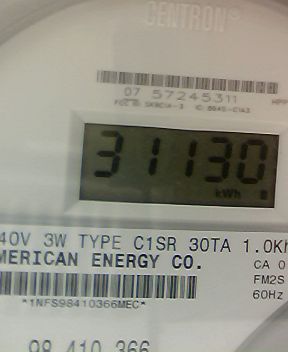 CENTRON®
07 57245311
31130
kWh
40V 3W TYPE C1SR 30TA 1.0Kh
MERICAN ENERGY CO.
CA 0
FM2S
60Hz
*1NFS98410366MEC*
98 410 366